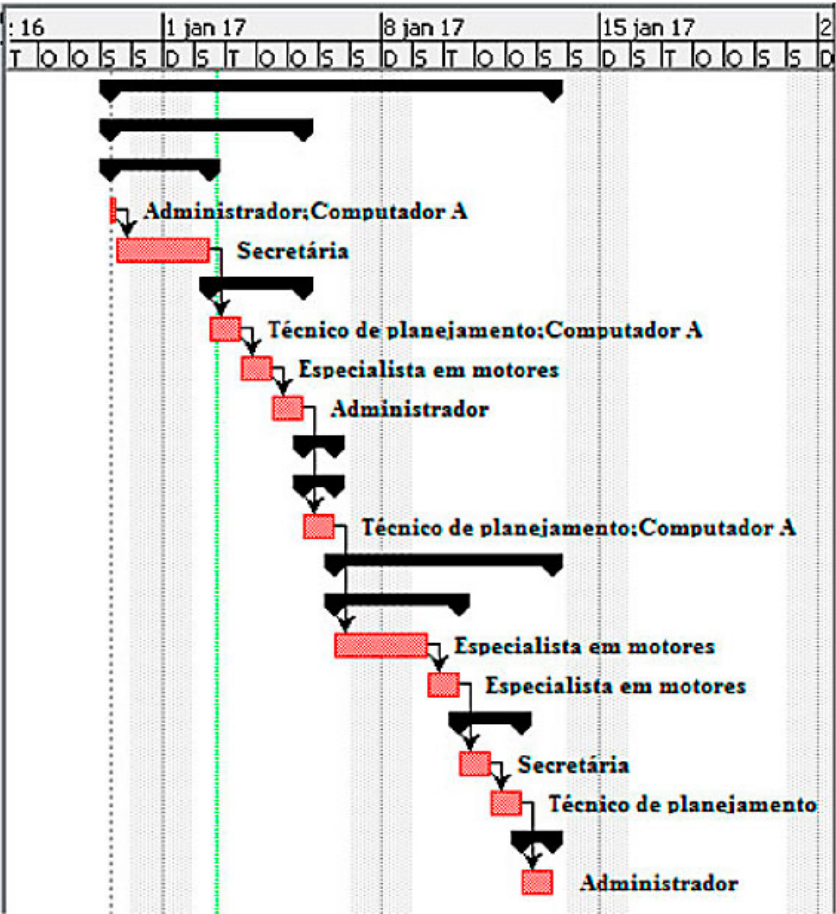 : 16 1 jan 17 8 jan 17 15 jan 17 2
T O O S S D S T O O S S D S T O O S S D S T O O S S D
Administrador;Computador A
Secretária
Técnico de planejamento;Computador A
Especialista em motores
Administrador
Técnico de planejamento;Computador A
Especialista em motores
Especialista em motores
Secretária
Técnico de planejamento
Administrador